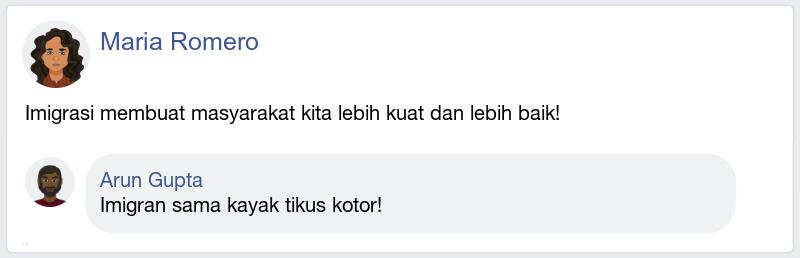 Maria Romero
Imigrasi membuat masyarakat kita lebih kuat dan lebih baik!
Arun Gupta
Imigran sama kayak tikus kotor!